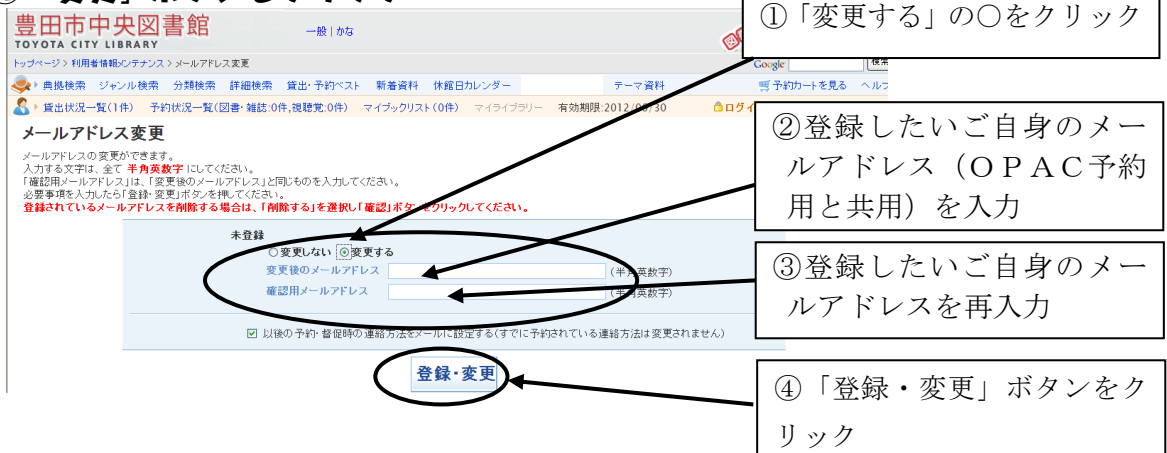 ①「変更する」の○をクリック
豊田市中央図書館
一般 | かな
TOYOTA CITY LIBRARY
トップページ > 利用者情報メンテナンス > メールアドレス変更
Google
典拠検索 ジャンル検索 分類検索 詳細検索 貸出・予約ベスト 新着資料 休館日カレンダー テーマ資料 予約カートを見る
貸出状況一覧(1件) 予約状況一覧(図書・雑誌:0件,視聴覚:0件) マイブックリスト(0件) マイライブラリー 有効期限:2012/
メールアドレス変更
メールアドレスの変更ができます。
入力する文字は、全て 半角英数字 にしてください。
「確認用メールアドレス」は、「変更後のメールアドレス」と同じものを入力してください。
必要事項を入力したら「登録・変更」ボタンを押してください。
登録されているメールアドレスを削除する場合は、「削除する」を選択し「確認」ボタンをクリックしてください。
②登録したいご自身のメー
ルアドレス（ＯＰＡＣ予約
用と共用）を入力
未登録
変更しない 変更する
変更後のメールアドレス (半角英数字)
確認用メールアドレス (半角英数字)
③登録したいご自身のメー
ルアドレスを再入力
以後の予約・督促時の連絡方法をメールに設定する(すでに予約されている連絡方法は変更されません)
登録・変更
④「登録・変更」ボタンをク
リック